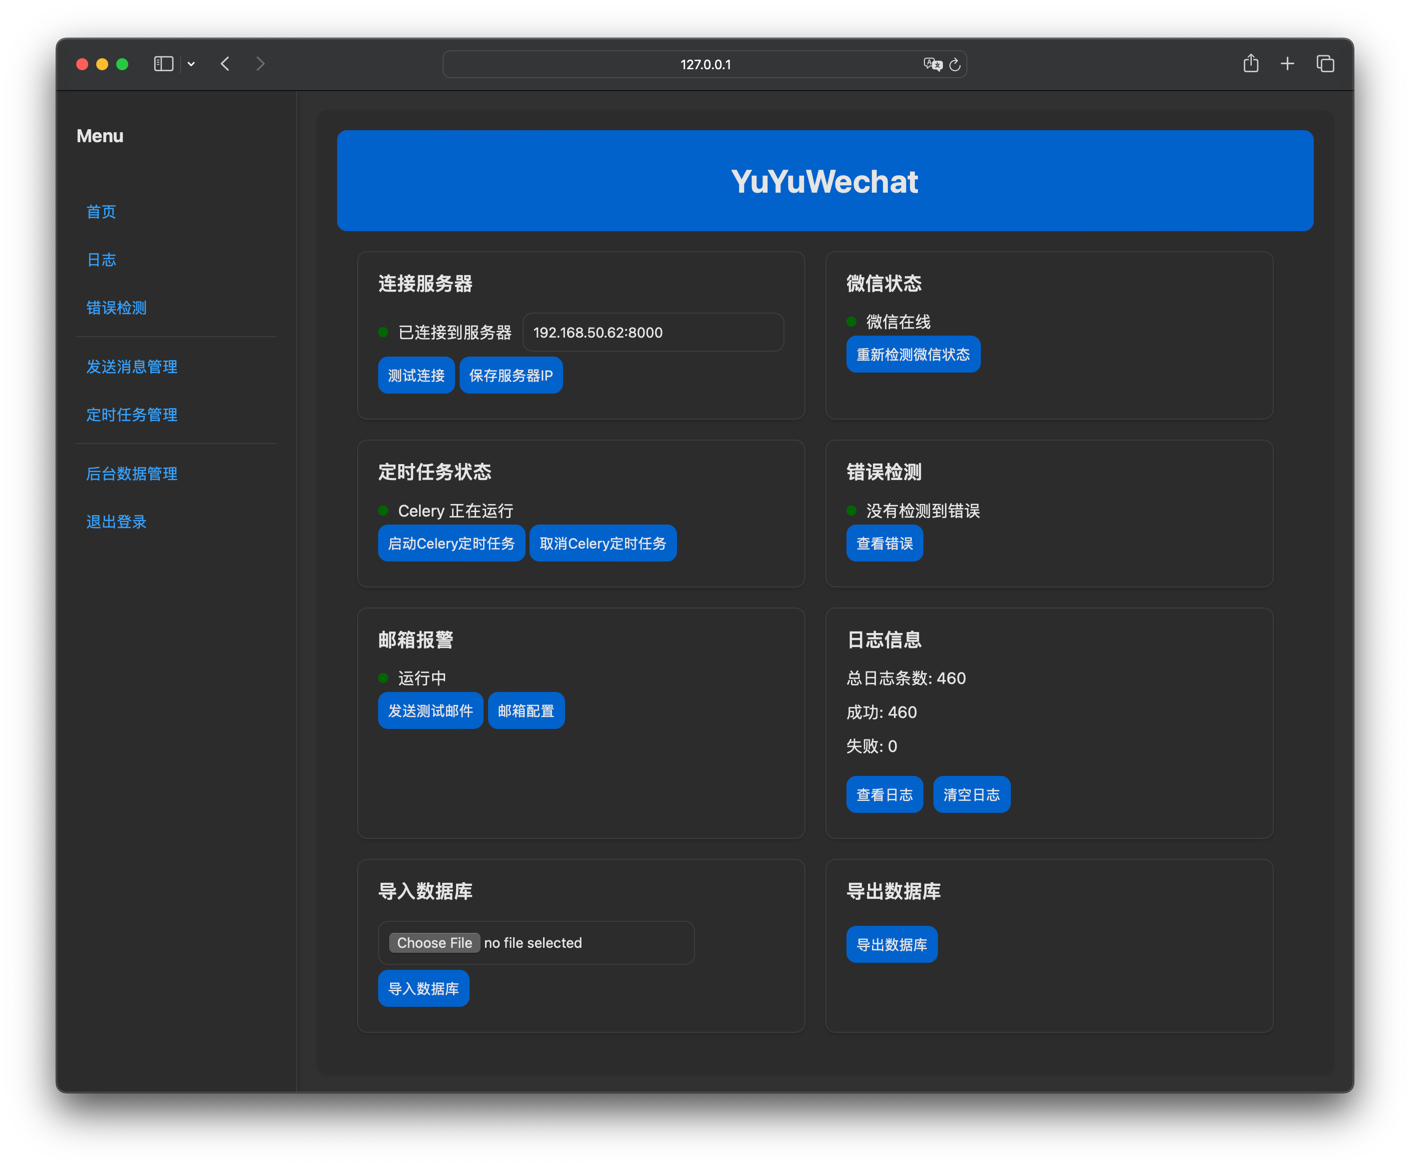 127.0.0.1
Menu
首页
日志
错误检测
发送消息管理
定时任务管理
后台数据管理
退出登录
YuYuWechat
连接服务器
已连接到服务器 192.168.50.62:8000
测试连接 保存服务器IP
微信状态
微信在线
重新检测微信状态
定时任务状态
Celery 正在运行
启动Celery定时任务 取消Celery定时任务
错误检测
没有检测到错误
查看错误
邮箱报警
运行中
发送测试邮件 邮箱配置
日志信息
总日志条数: 460
成功: 460
失败: 0
查看日志 清空日志
导入数据库
Choose File no file selected
导入数据库
导出数据库
导出数据库